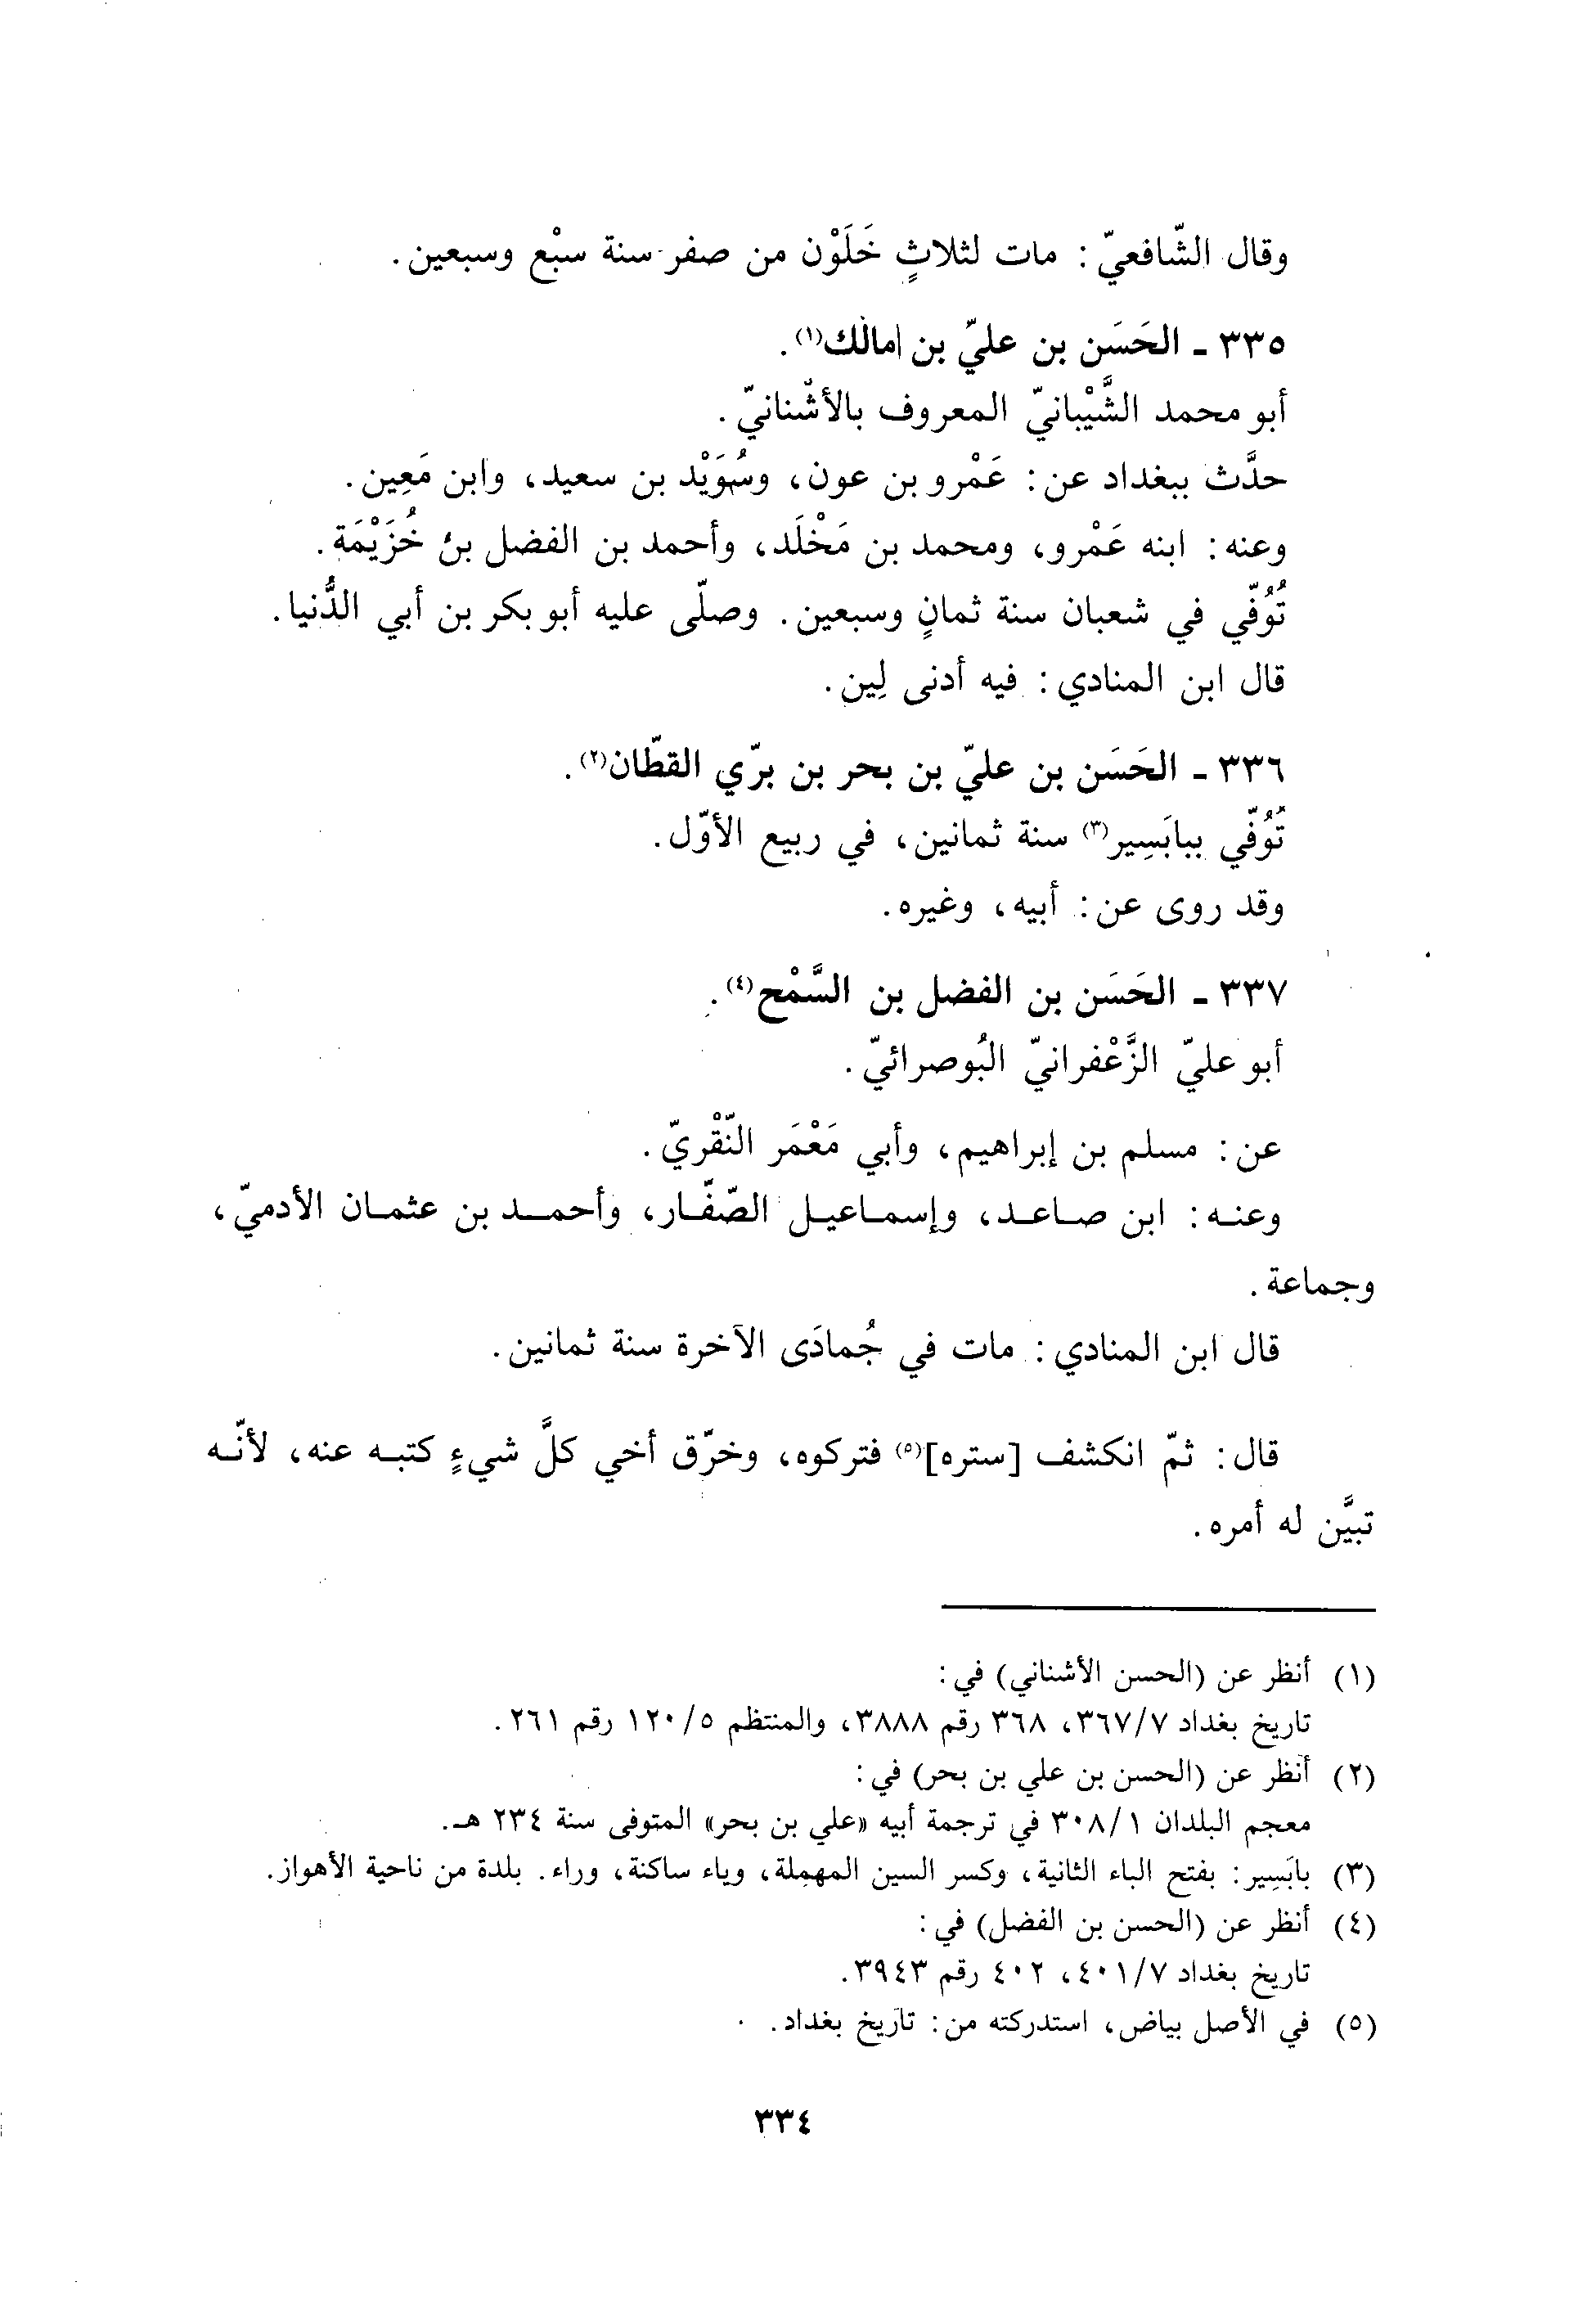 وقال الشّافعيّ: مات لثلاثٍ خَلَوْن من صفر سنة سبْع وسبعين.
٣٣٥ ـ الحَسَن بن عليّ بن مالك(١).
أبو محمد الشَّيْبانيّ المعروف بالأشْنانيّ.
حدَّث ببغداد عن: عَمْرو بن عون، وسُوَيْد بن سعيد، وابن مَعِين.
وعنه: ابنه عَمْرو، ومحمد بن مَخْلَد، وأحمد بن الفضل بن خُزَيْمَة.
تُوُفّي في شعبان سنة ثمانٍ وسبعين. وصلّى عليه أبو بكر بن أبي الدُّنيا.
قال ابن المنادي: فيه أدنى لِين.
٣٣٦ ـ الحَسَن بن عليّ بن بحر بن برّي القطّان(٢).
تُوُفّي ببابَسِير(٣) سنة ثمانين، في ربيع الأوّل.
وقد روى عن: أبيه، وغيره.
٣٣٧ ـ الحَسَن بن الفضل بن السَّمْح(٤).
أبو عليّ الزَّعْفرانيّ البُوصرائيّ.
عن: مسلم بن إبراهيم، وأبي مَعْمَر النّقْريّ.
وعنه: ابن صاعد، وإسماعيل الصّفّار، وأحمد بن عثمان الأدميّ،
وجماعة.
قال ابن المنادي: مات في جُمادَى الآخرة سنة ثمانين.
قال: ثمّ انكشف [ستره](٥) فتركوه، وخرّق أخي كلَّ شيءٍ كتبه عنه، لأنّه
تبيَّن له أمره.
(١) أنظر عن (الحسن الأشناني) في:
تاريخ بغداد ٣٦٧/٧، ٣٦٨ رقم ٣٨٨٨، والمنتظم ١٢٠/٥ رقم ٢٦١.
(٢) أنظر عن (الحسن بن علي بن بحر) في:
معجم البلدان ٣٠٨/١ في ترجمة أبيه «علي بن بحر» المتوفى سنة ٢٣٤ هـ.
(٣) بابَسِير: بفتح الباء الثانية، وكسر السين المهملة، وياء ساكنة، وراء. بلدة من ناحية الأهواز.
(٤) أنظر عن (الحسن بن الفضل) في:
تاريخ بغداد ٤٠١/٧، ٤٠٢ رقم ٣٩٤٣.
(٥) في الأصل بياض، استدركته من: تاريخ بغداد.
٣٣٤